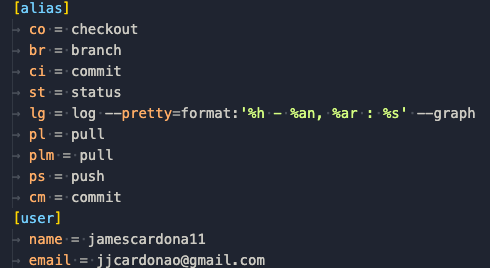 [alias]
co = checkout
br = branch
ci = commit
st = status
lg = log --pretty=format:'%h - %an, %ar : %s' --graph
pl = pull
plm = pull
ps = push
cm = commit
[user]
name = jamescardona11
email = jjcardonao@gmail.com